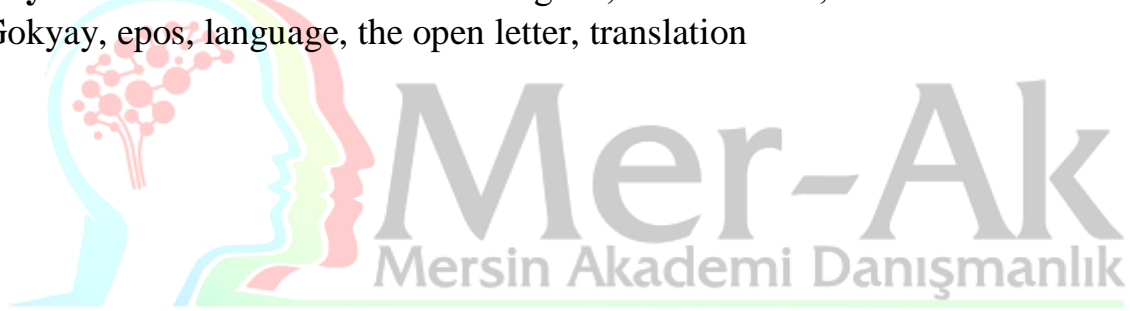 Gokyay, epos, language, the open letter, translation
Mer-Ak
Mersin Akademi Danışmanlık